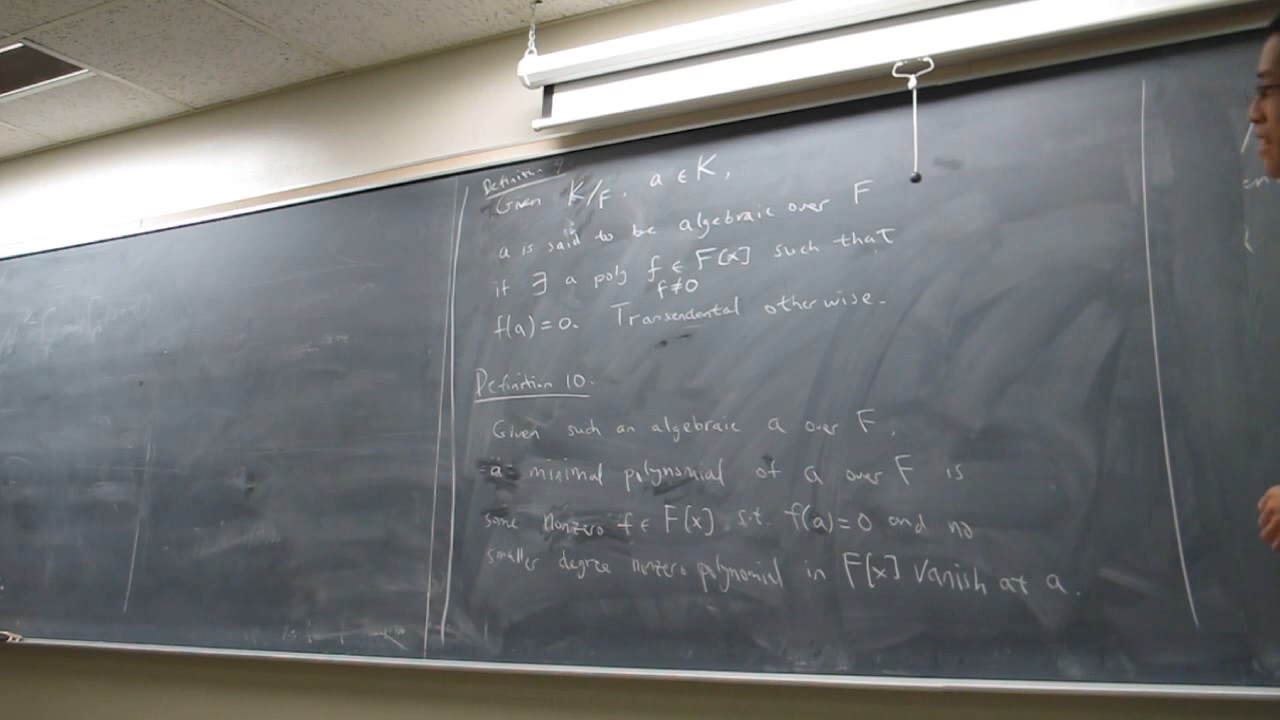 Definition 9
Given K/F, a ∈ K,
a is said to be algebraic over F
if ∃ a poly f ∈ F[x] such that
f≠0
f(a)=0. Transendental otherwise.
Definition 10.
Given such an algebraic a over F,
a minimal polynomial of a over F is
some nonzero f ∈ F[x] s.t. f(a)=0 and no
smaller degree nonzero polynomial in F[x] vanish at a.